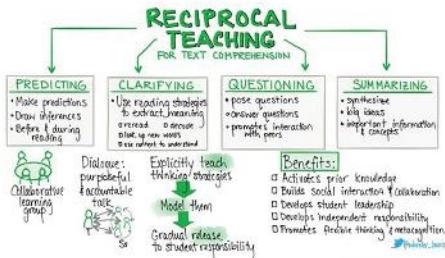 RECIPROCAL
TEACHING
FOR TEXT COMPREHENSION
PREDICTING
• Make predictions
• Draw inferences
• Before & during
reading
CLARIFYING
• Use reading strategies
to extract meaning
□ reread □ decode
□ look up new words
□ use context to understand
QUESTIONING
• pose questions
• answer questions
• promotes interaction
with peers
SUMMARIZING
• synthesize
• big ideas
• important information
& concepts
Collaborative
learning
group
Dialogue:
purposeful
& accountable
talk
Ss
Explicitly teach
thinking strategies
Model them
Gradual release
to student responsibility
Benefits:
□ Activates prior knowledge
□ Builds social interaction & collaboration
□ Develops student leadership
□ Develops independent responsibility
□ Promotes flexible thinking & metacognition